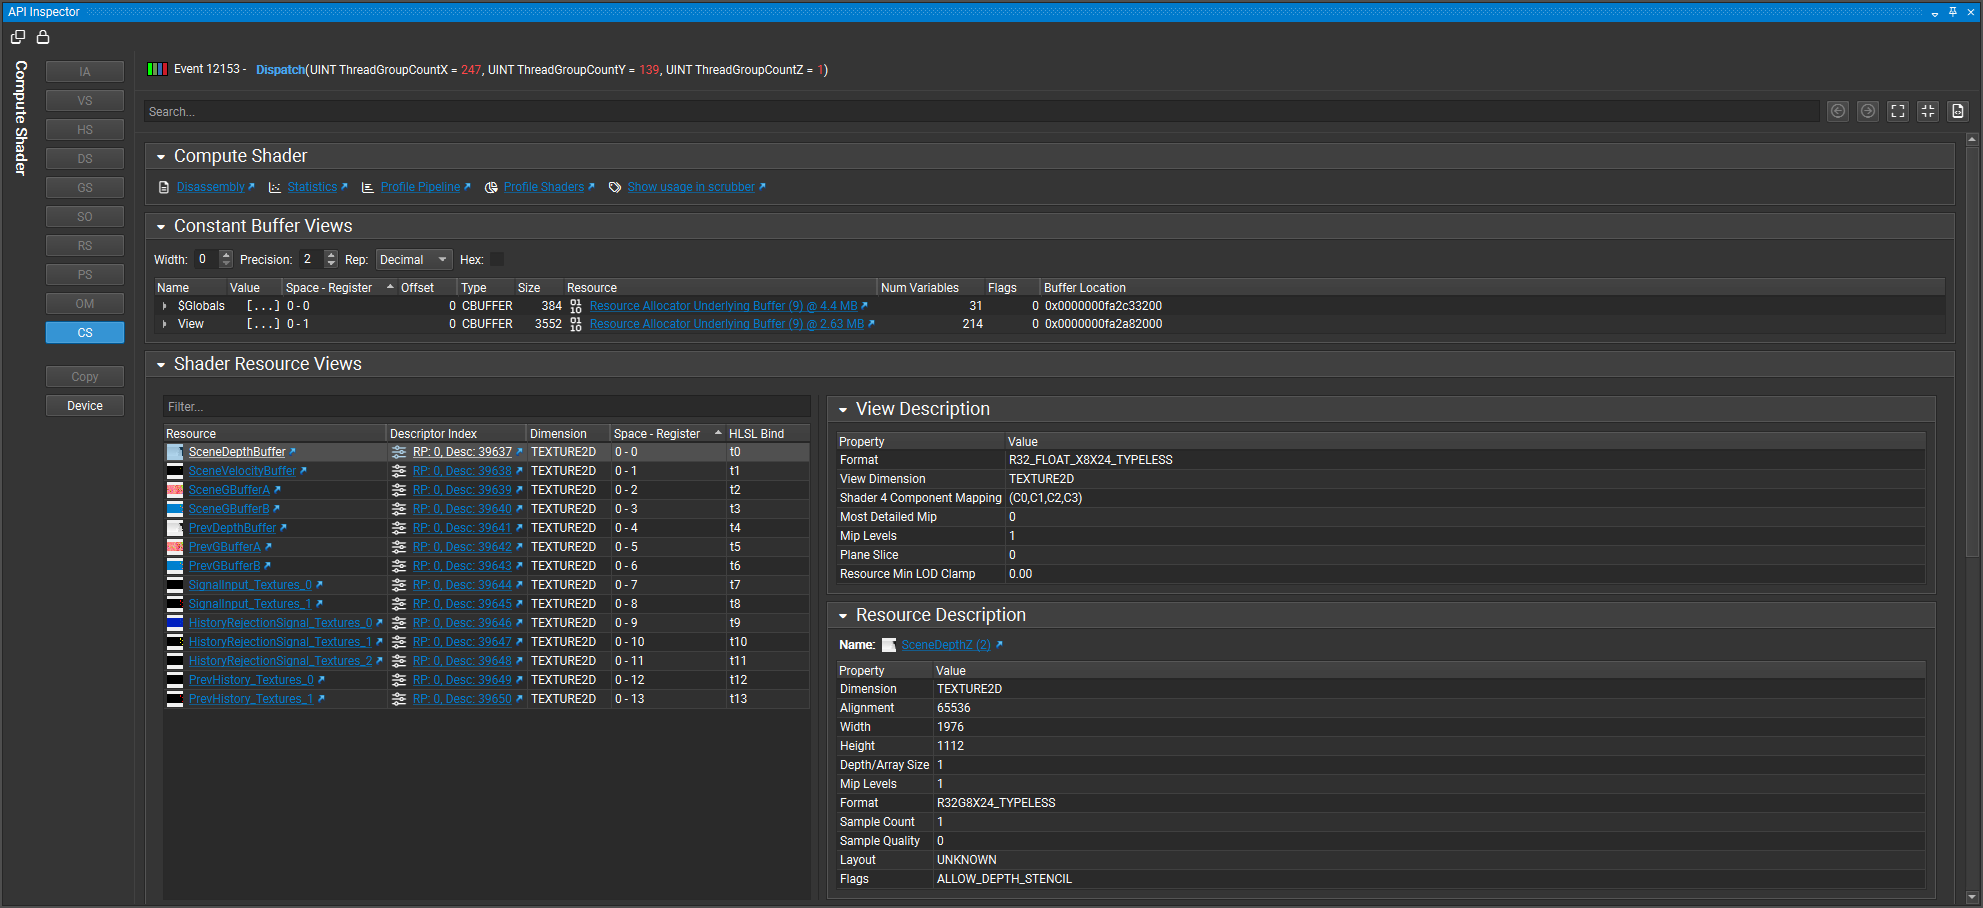 API Inspector
Compute Shader
IA
VS
HS
DS
GS
SO
RS
PS
OM
CS
Copy
Device
Event 12153 - Dispatch(UINT ThreadGroupCountX = 247, UINT ThreadGroupCountY = 139, UINT ThreadGroupCountZ = 1)
Search...
Compute Shader
Disassembly Statistics Profile Pipeline Profile Shaders Show usage in scrubber
Constant Buffer Views
Width: 0 Precision: 2 Rep: Decimal Hex:
Name Value Space - Register Offset Type Size Resource Num Variables Flags Buffer Location
$Globals [...] 0 - 0 0 CBUFFER 384 Resource Allocator Underlying Buffer (9) @ 4.4 MB 31 0 0x0000000fa2c33200
View [...] 0 - 1 0 CBUFFER 3552 Resource Allocator Underlying Buffer (9) @ 2.63 MB 214 0 0x0000000fa2a82000
Shader Resource Views
Filter...
Resource Descriptor Index Dimension Space - Register HLSL Bind
SceneDepthBuffer RP: 0, Desc: 39637 TEXTURE2D 0 - 0 t0
SceneVelocityBuffer RP: 0, Desc: 39638 TEXTURE2D 0 - 1 t1
SceneGBufferA RP: 0, Desc: 39639 TEXTURE2D 0 - 2 t2
SceneGBufferB RP: 0, Desc: 39640 TEXTURE2D 0 - 3 t3
PrevDepthBuffer RP: 0, Desc: 39641 TEXTURE2D 0 - 4 t4
PrevGBufferA RP: 0, Desc: 39642 TEXTURE2D 0 - 5 t5
PrevGBufferB RP: 0, Desc: 39643 TEXTURE2D 0 - 6 t6
SignalInput_Textures_0 RP: 0, Desc: 39644 TEXTURE2D 0 - 7 t7
SignalInput_Textures_1 RP: 0, Desc: 39645 TEXTURE2D 0 - 8 t8
HistoryRejectionSignal_Textures_0 RP: 0, Desc: 39646 TEXTURE2D 0 - 9 t9
HistoryRejectionSignal_Textures_1 RP: 0, Desc: 39647 TEXTURE2D 0 - 10 t10
HistoryRejectionSignal_Textures_2 RP: 0, Desc: 39648 TEXTURE2D 0 - 11 t11
PrevHistory_Textures_0 RP: 0, Desc: 39649 TEXTURE2D 0 - 12 t12
PrevHistory_Textures_1 RP: 0, Desc: 39650 TEXTURE2D 0 - 13 t13
View Description
Property Value
Format R32_FLOAT_X8X24_TYPELESS
View Dimension TEXTURE2D
Shader 4 Component Mapping (C0,C1,C2,C3)
Most Detailed Mip 0
Mip Levels 1
Plane Slice 0
Resource Min LOD Clamp 0.00
Resource Description
Name: SceneDepthZ (2)
Property Value
Dimension TEXTURE2D
Alignment 65536
Width 1976
Height 1112
Depth/Array Size 1
Mip Levels 1
Format R32G8X24_TYPELESS
Sample Count 1
Sample Quality 0
Layout UNKNOWN
Flags ALLOW_DEPTH_STENCIL